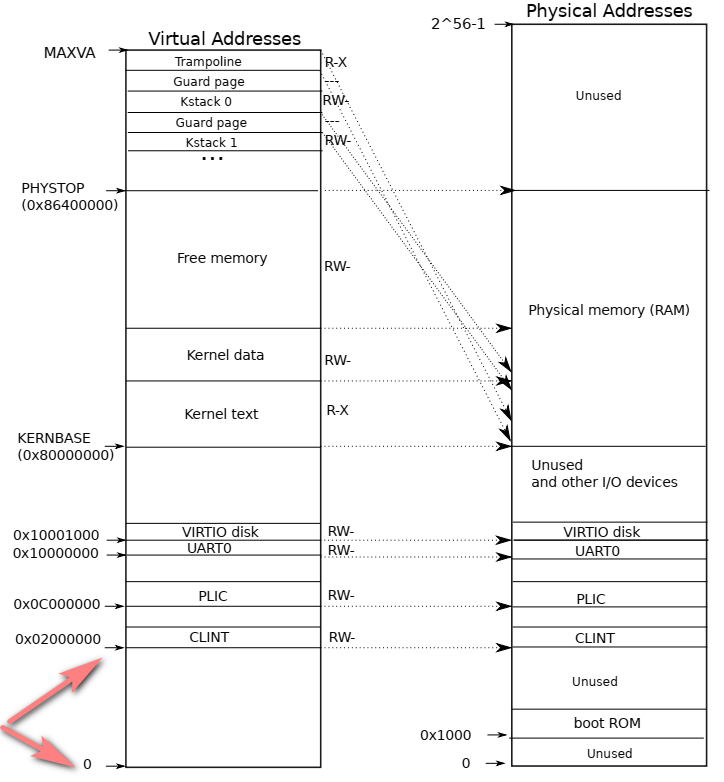 Physical Addresses
2^56-1
Virtual Addresses
MAXVA
Trampoline
R-X
Guard page
---
Unused
Kstack 0
RW-
Guard page
---
Kstack 1
RW-
...
PHYSTOP
(0x86400000)
Free memory
RW-
Physical memory (RAM)
Kernel data
RW-
Kernel text
R-X
KERNBASE
(0x80000000)
Unused
and other I/O devices
0x10001000
VIRTIO disk
RW-
VIRTIO disk
0x10000000
UART0
RW-
UART0
0x0C000000
PLIC
RW-
PLIC
0x02000000
CLINT
RW-
CLINT
Unused
boot ROM
0x1000
Unused
0
0